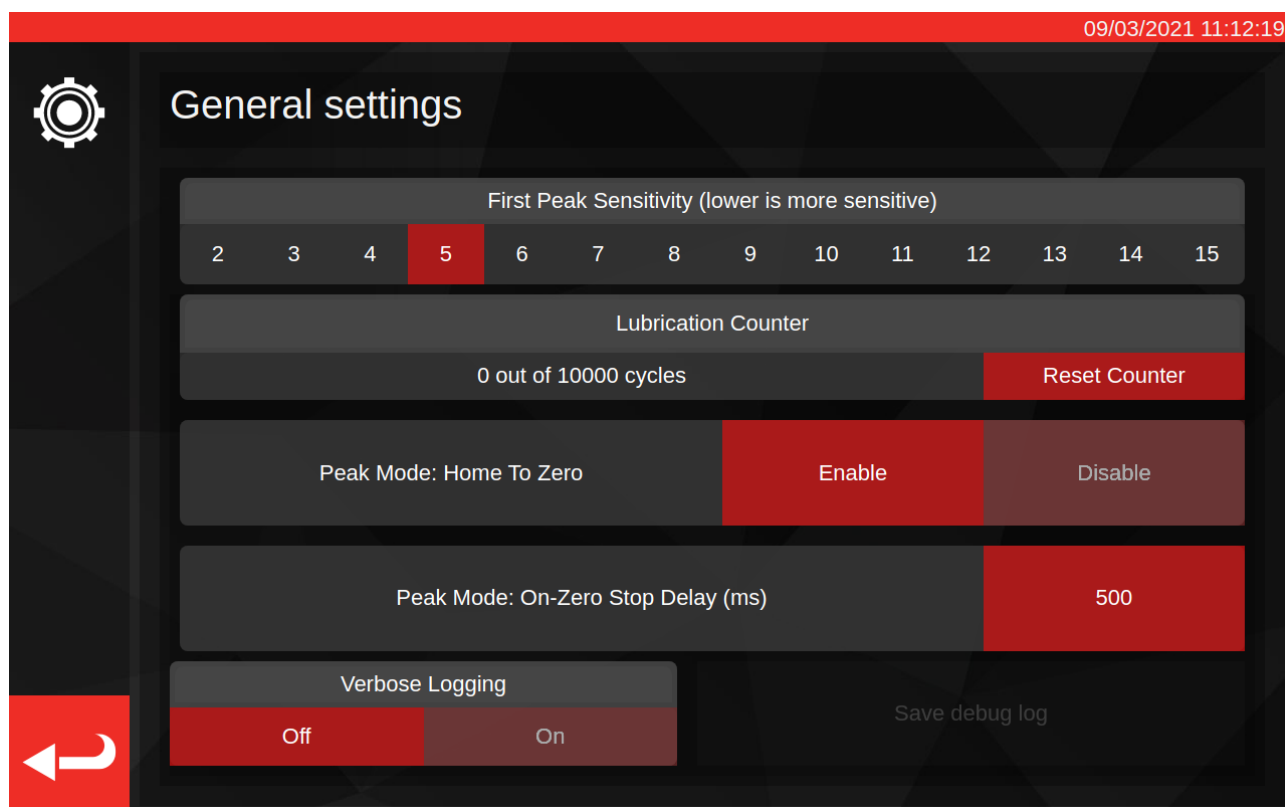 09/03/2021 11:12:19
General settings
First Peak Sensitivity (lower is more sensitive)
2 3 4 5 6 7 8 9 10 11 12 13 14 15
Lubrication Counter
0 out of 10000 cycles Reset Counter
Peak Mode: Home To Zero Enable Disable
Peak Mode: On-Zero Stop Delay (ms) 500
Verbose Logging
Off On
Save debug log